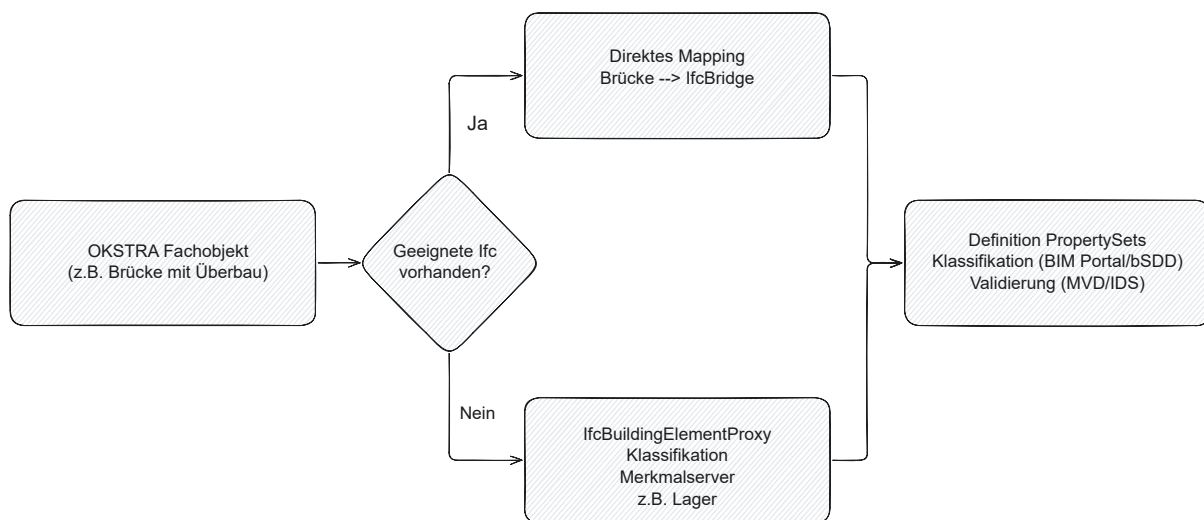 Direktes Mapping
Brücke --> IfcBridge
Ja
OKSTRA Fachobjekt
(z.B. Brücke mit Überbau)
Geeignete Ifc
vorhanden?
Definition PropertySets
Klassifikation (BIM Portal/bSDD)
Validierung (MVD/IDS)
Nein
IfcBuildingElementProxy
Klassifikation
Merkmalserver
z.B. Lager